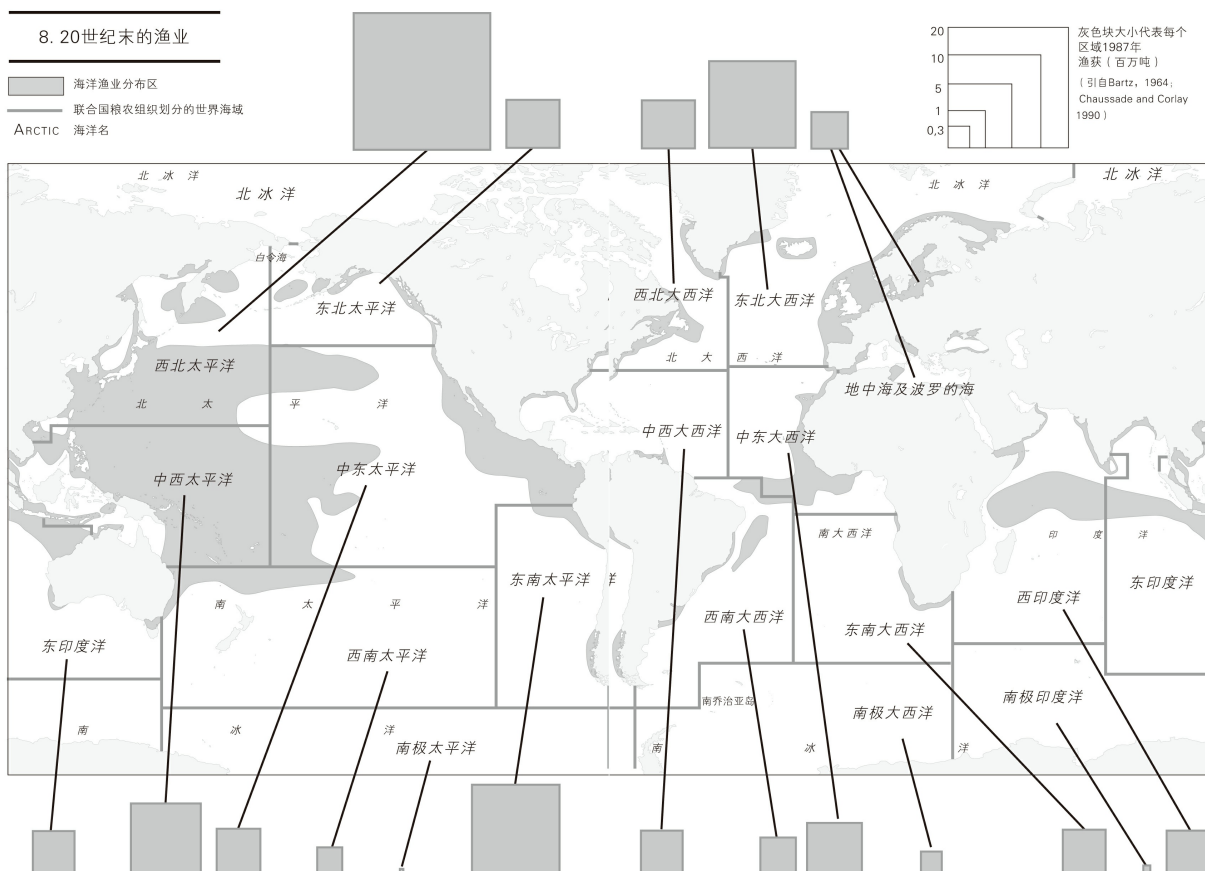 8. 20世纪末的渔业
海洋渔业分布区
联合国粮农组织划分的世界海域
ARCTIC 海洋名
20
10
5
1
0,3
灰色块大小代表每个
区域1987年
渔获（百万吨）
（引自Bartz，1964；
Chaussade and Corlay
1990）
北冰洋
北冰洋
北冰洋
北冰洋
白令海
东北太平洋
西北大西洋
东北大西洋
西北太平洋
北大西洋
地中海及波罗的海
北太平洋
中西大西洋
中东大西洋
中西太平洋
中东太平洋
南大西洋
印度洋
东南太平洋
洋
东印度洋
西印度洋
南太平洋
西南大西洋
东南大西洋
东印度洋
西南太平洋
南极印度洋
南乔治亚岛
南极大西洋
南冰洋
南极太平洋
南冰洋